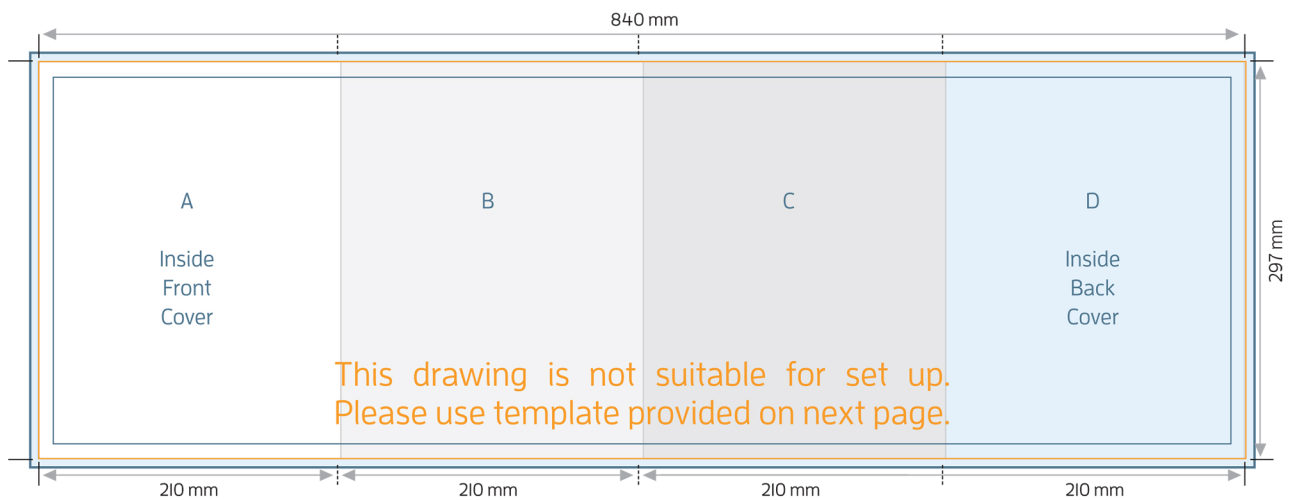 840 mm
A
B
C
D
Inside
Front
Cover
Inside
Back
Cover
297 mm
This drawing is not suitable for set up.
Please use template provided on next page.
210 mm
210 mm
210 mm
210 mm